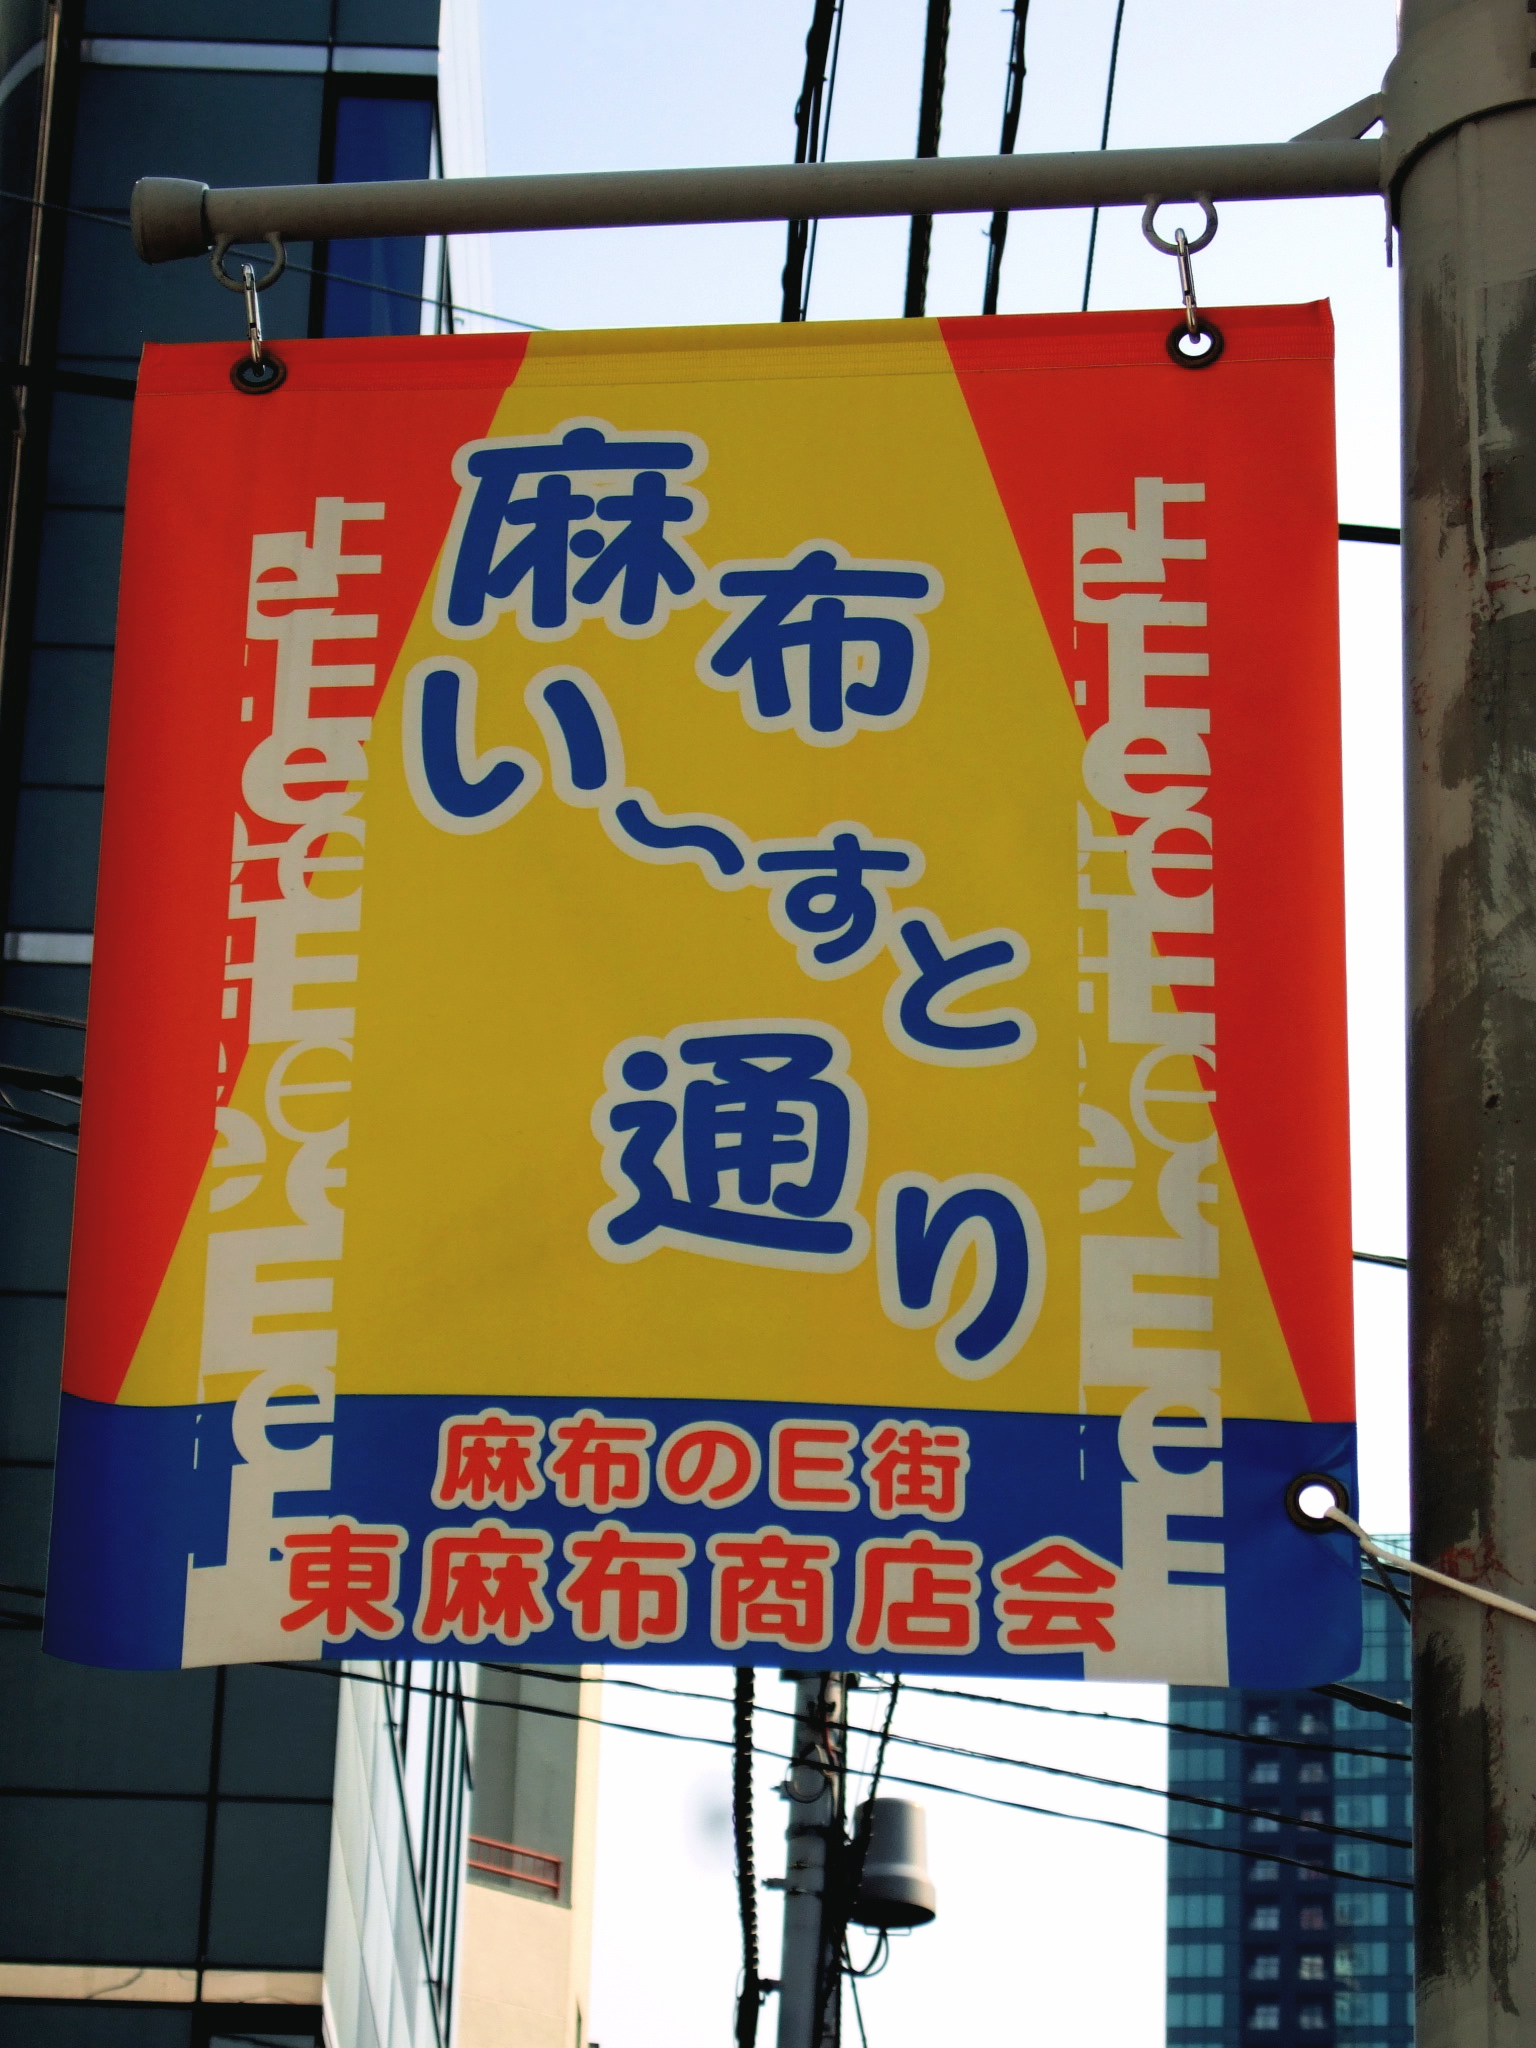 麻布
い〜すと
通り
麻布のE街
東麻布商店会